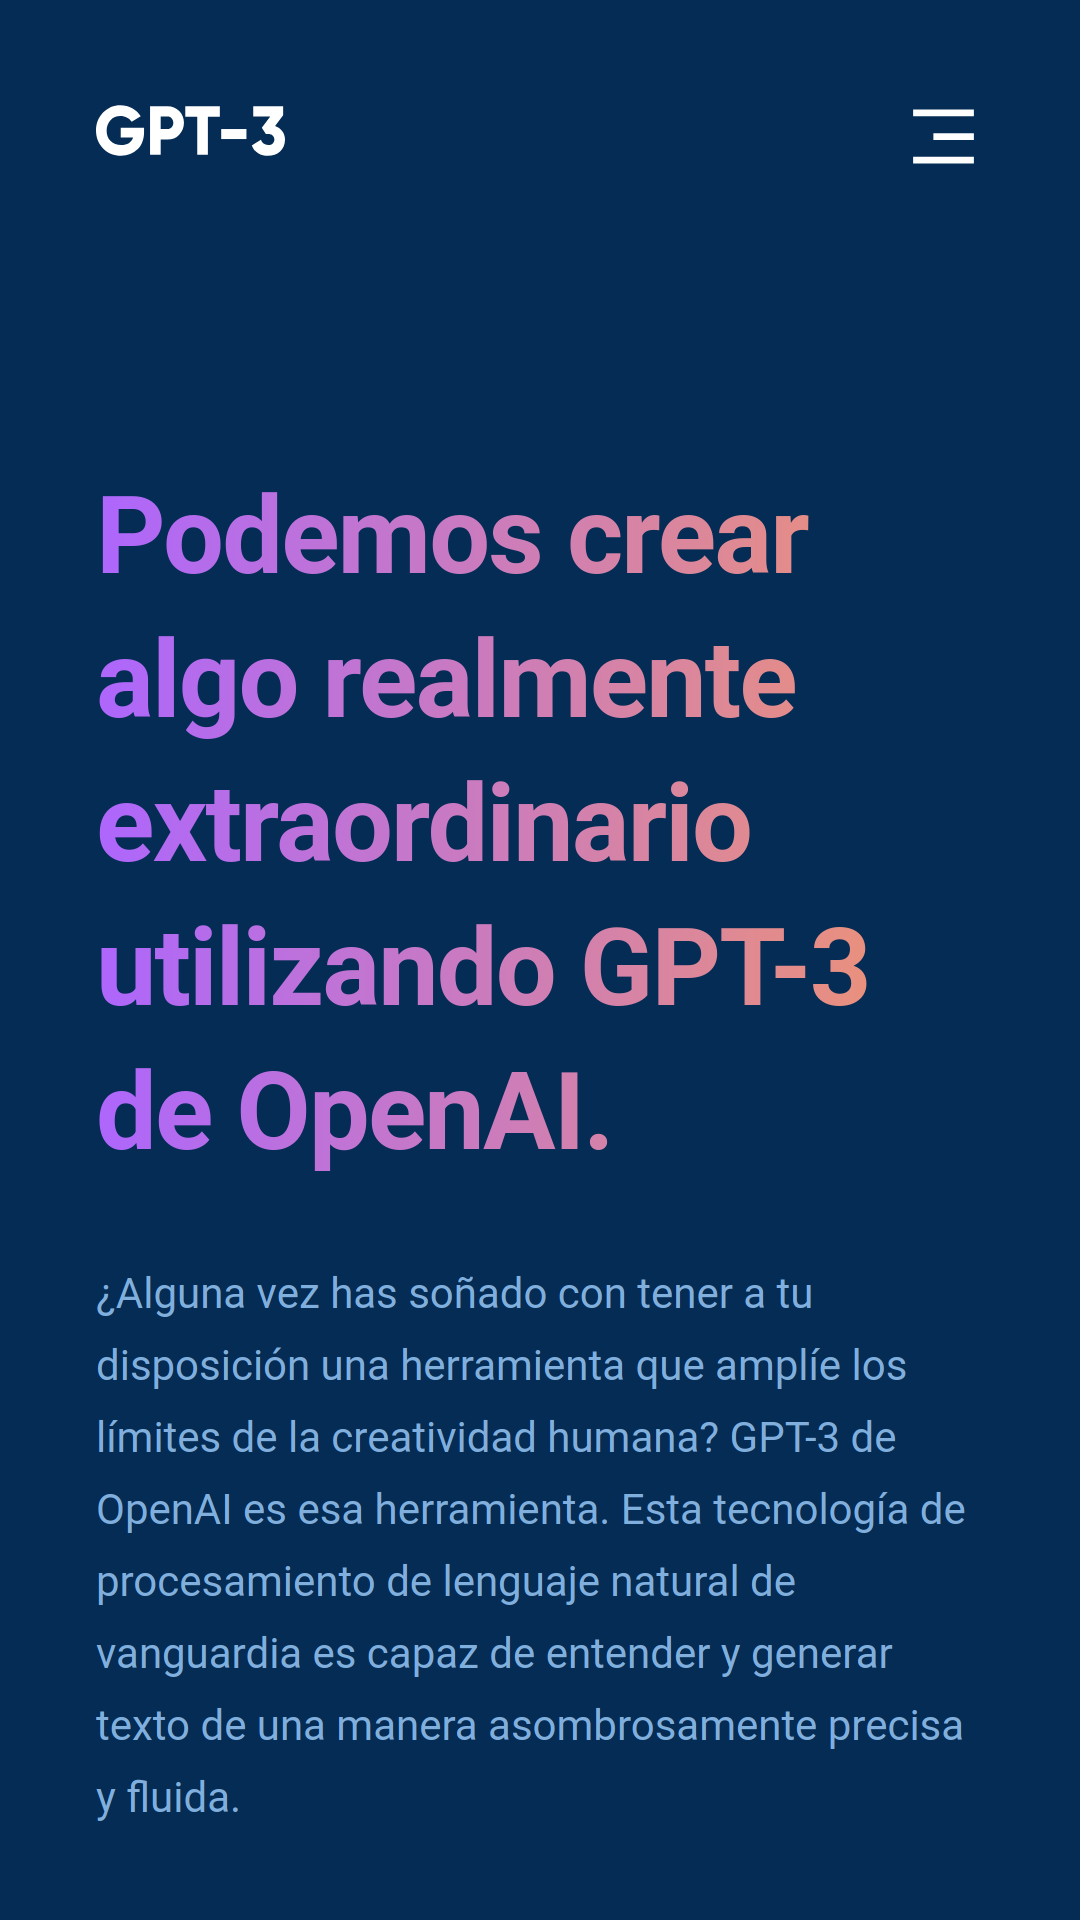 GPT-3
Podemos crear
algo realmente
extraordinario
utilizando GPT-3
de OpenAI.
¿Alguna vez has soñado con tener a tu
disposición una herramienta que amplíe los
límites de la creatividad humana? GPT-3 de
OpenAI es esa herramienta. Esta tecnología de
procesamiento de lenguaje natural de
vanguardia es capaz de entender y generar
texto de una manera asombrosamente precisa
y fluida.